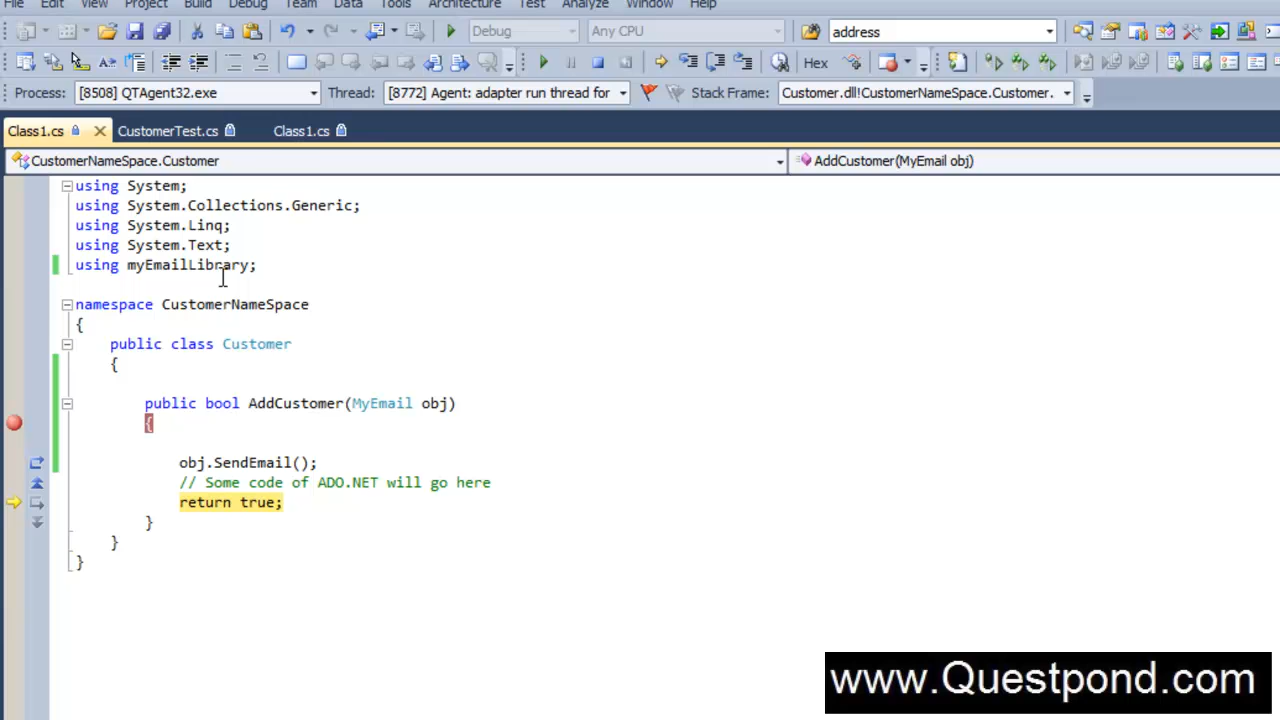 File Edit View Project Build Debug Team Data Tools Architecture Test Analyze Window Help
Debug Any CPU address
Hex
Process: [8508] QTAgent32.exe Thread: [8772] Agent: adapter run thread for Stack Frame: Customer.dll!CustomerNameSpace.Customer.
Class1.cs CustomerTest.cs Class1.cs
CustomerNameSpace.Customer AddCustomer(MyEmail obj)
using System;
using System.Collections.Generic;
using System.Linq;
using System.Text;
using myEmailLibrary;
namespace CustomerNameSpace
{
public class Customer
{
public bool AddCustomer(MyEmail obj)
{
obj.SendEmail();
// Some code of ADO.NET will go here
return true;
}
}
}
www.Questpond.com